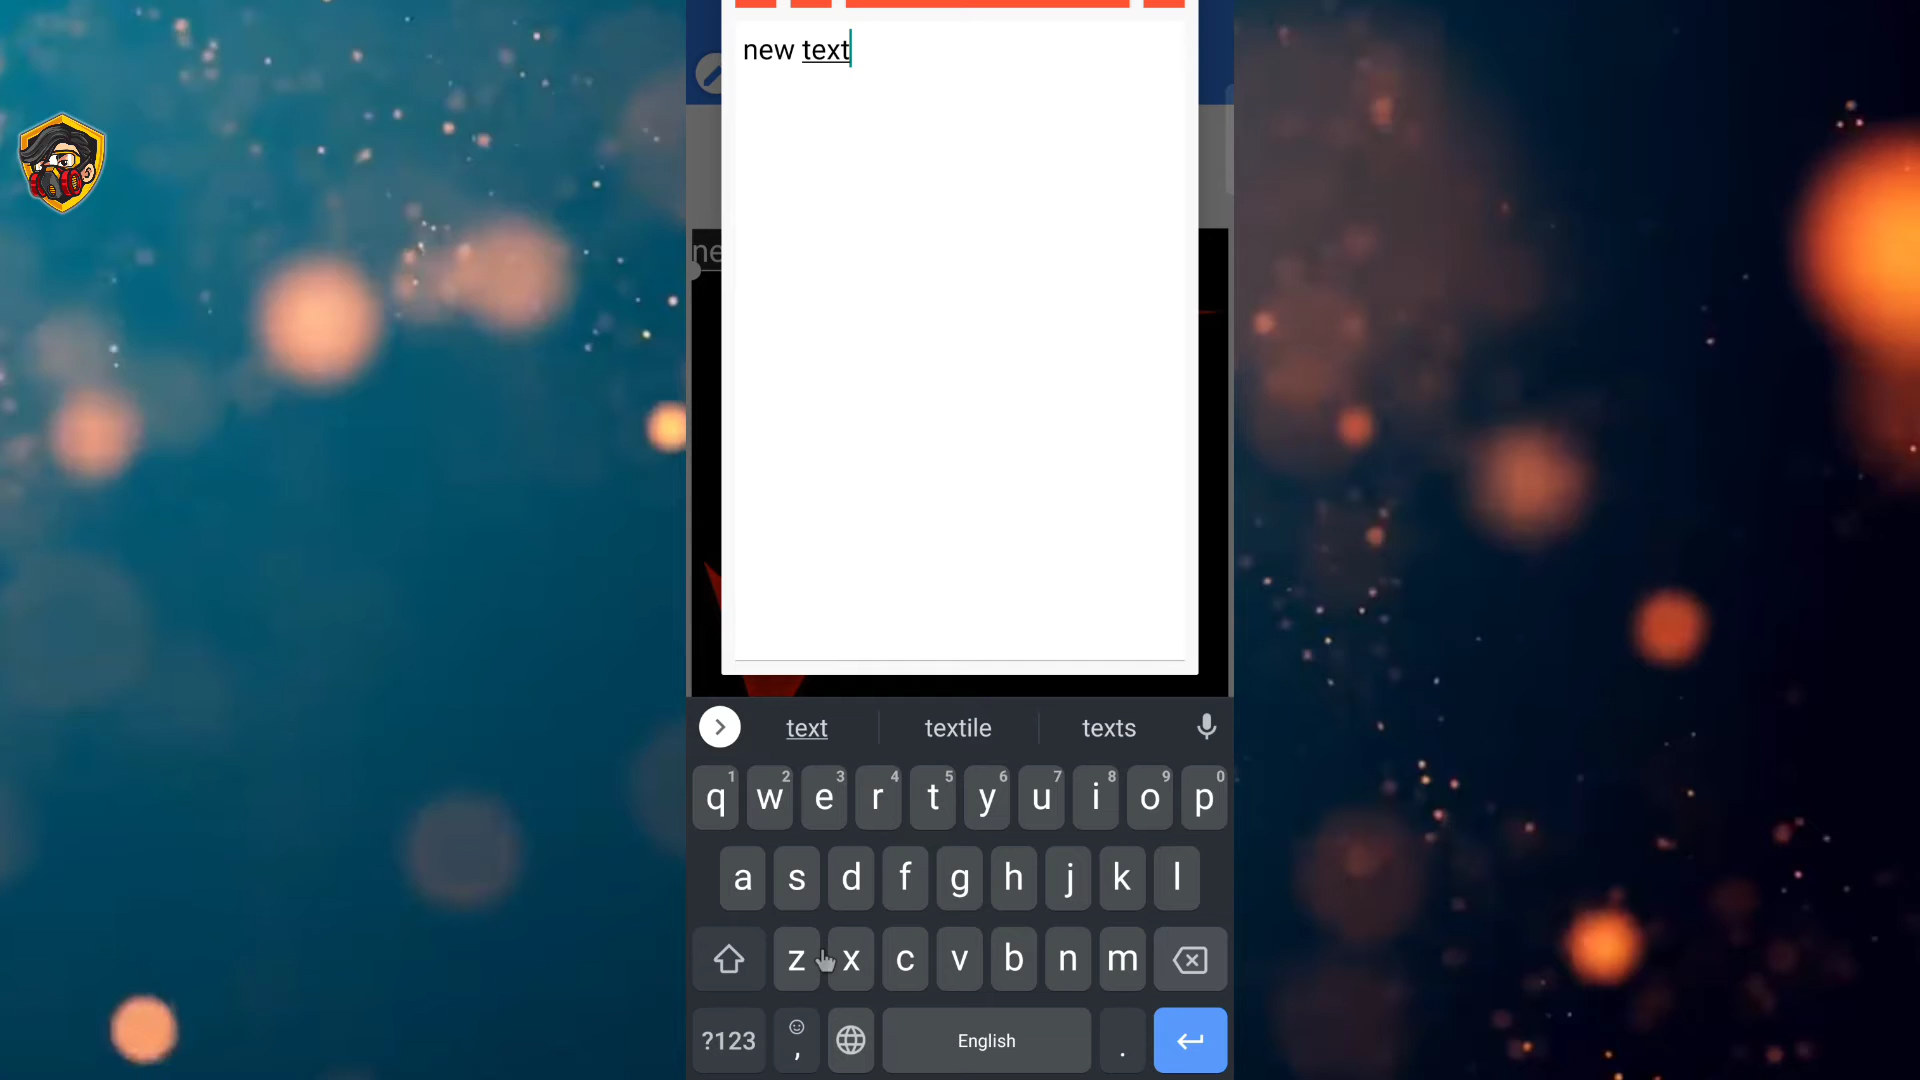 new text
ne
text textile texts
1 2 3 4 5 6 7 8 9 0
q w e r t y u i o p
a s d f g h j k l
z x c v b n m
?123 , English .